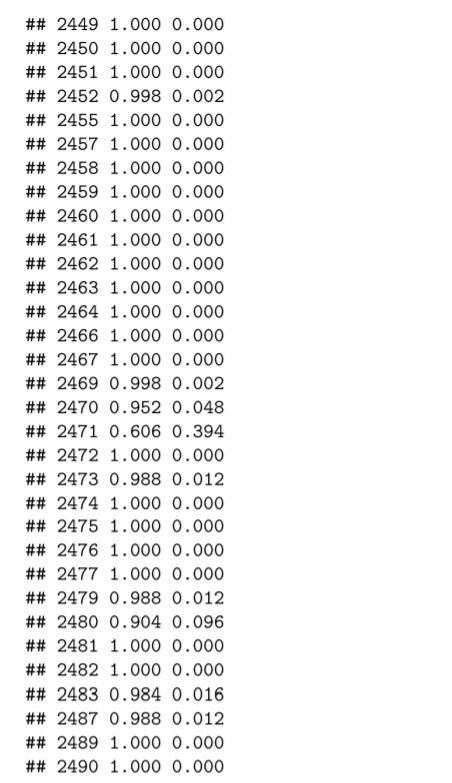 ## 2449 1.000 0.000
## 2450 1.000 0.000
## 2451 1.000 0.000
## 2452 0.998 0.002
## 2455 1.000 0.000
## 2457 1.000 0.000
## 2458 1.000 0.000
## 2459 1.000 0.000
## 2460 1.000 0.000
## 2461 1.000 0.000
## 2462 1.000 0.000
## 2463 1.000 0.000
## 2464 1.000 0.000
## 2466 1.000 0.000
## 2467 1.000 0.000
## 2469 0.998 0.002
## 2470 0.952 0.048
## 2471 0.606 0.394
## 2472 1.000 0.000
## 2473 0.988 0.012
## 2474 1.000 0.000
## 2475 1.000 0.000
## 2476 1.000 0.000
## 2477 1.000 0.000
## 2479 0.988 0.012
## 2480 0.904 0.096
## 2481 1.000 0.000
## 2482 1.000 0.000
## 2483 0.984 0.016
## 2487 0.988 0.012
## 2489 1.000 0.000
## 2490 1.000 0.000